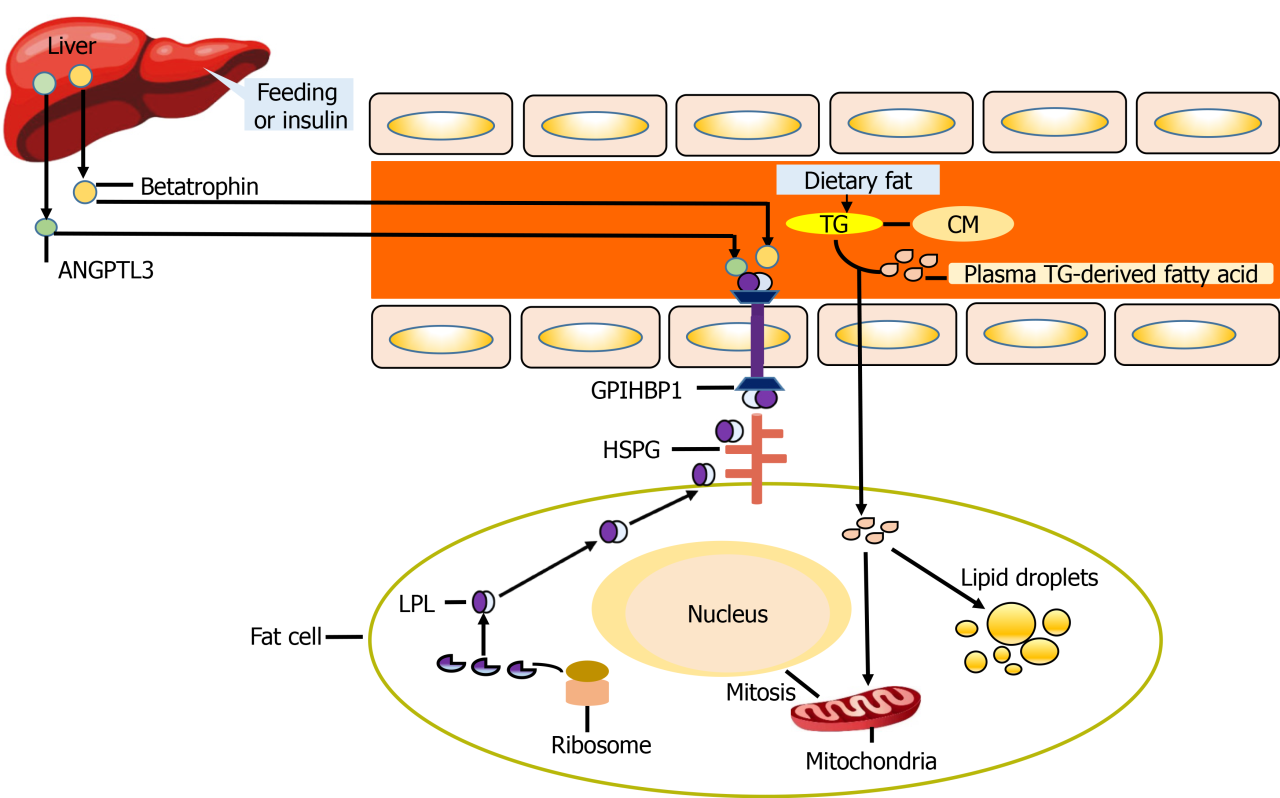 Liver
Feeding
or insulin
Betatrophin
ANGPTL3
Dietary fat
TG
CM
Plasma TG-derived fatty acid
GPIHBP1
HSPG
LPL
Fat cell
Nucleus
Lipid droplets
Mitosis
Ribosome
Mitochondria